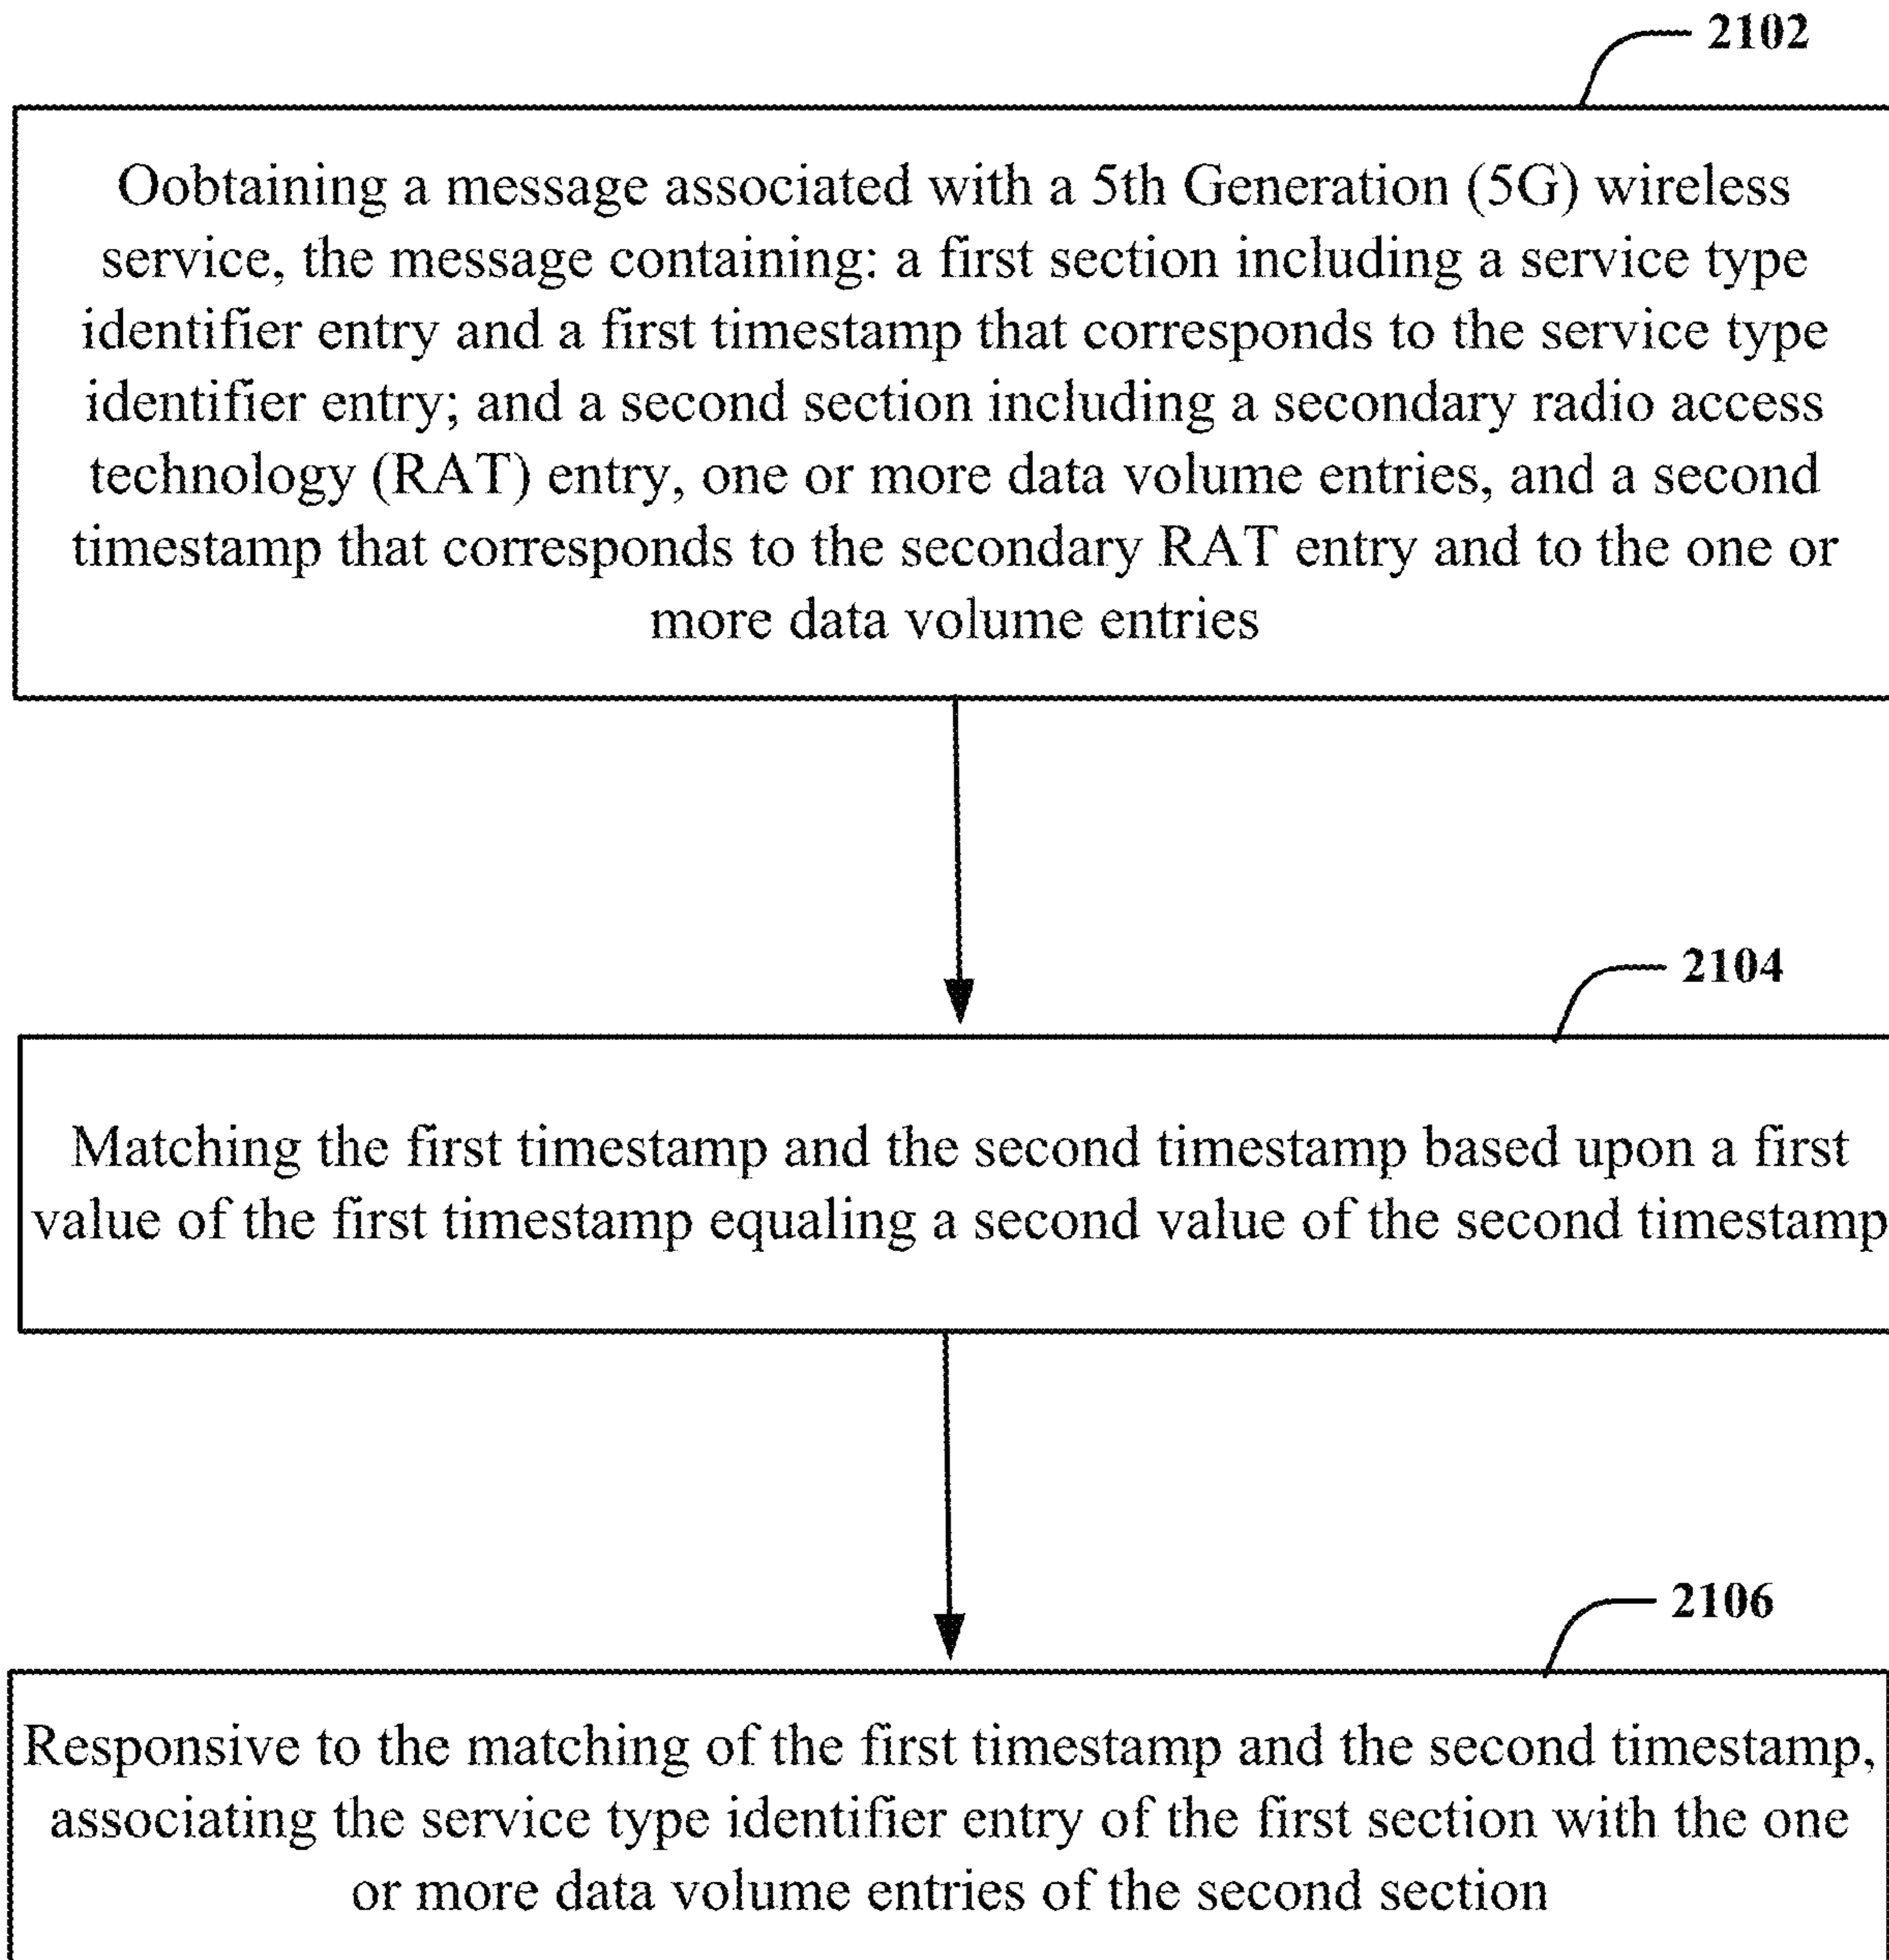 2102
Oobtaining a message associated with a 5th Generation (5G) wireless
service, the message containing: a first section including a service type
identifier entry and a first timestamp that corresponds to the service type
identifier entry; and a second section including a secondary radio access
technology (RAT) entry, one or more data volume entries, and a second
timestamp that corresponds to the secondary RAT entry and to the one or
more data volume entries
2104
Matching the first timestamp and the second timestamp based upon a first
value of the first timestamp equaling a second value of the second timestamp
2106
Responsive to the matching of the first timestamp and the second timestamp,
associating the service type identifier entry of the first section with the one
or more data volume entries of the second section